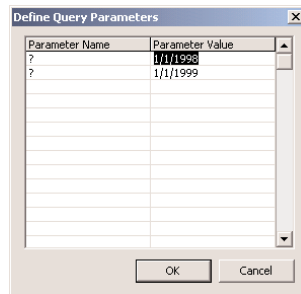 Define Query Parameters
Parameter Name Parameter Value
? 1/1/1998
? 1/1/1999
OK Cancel